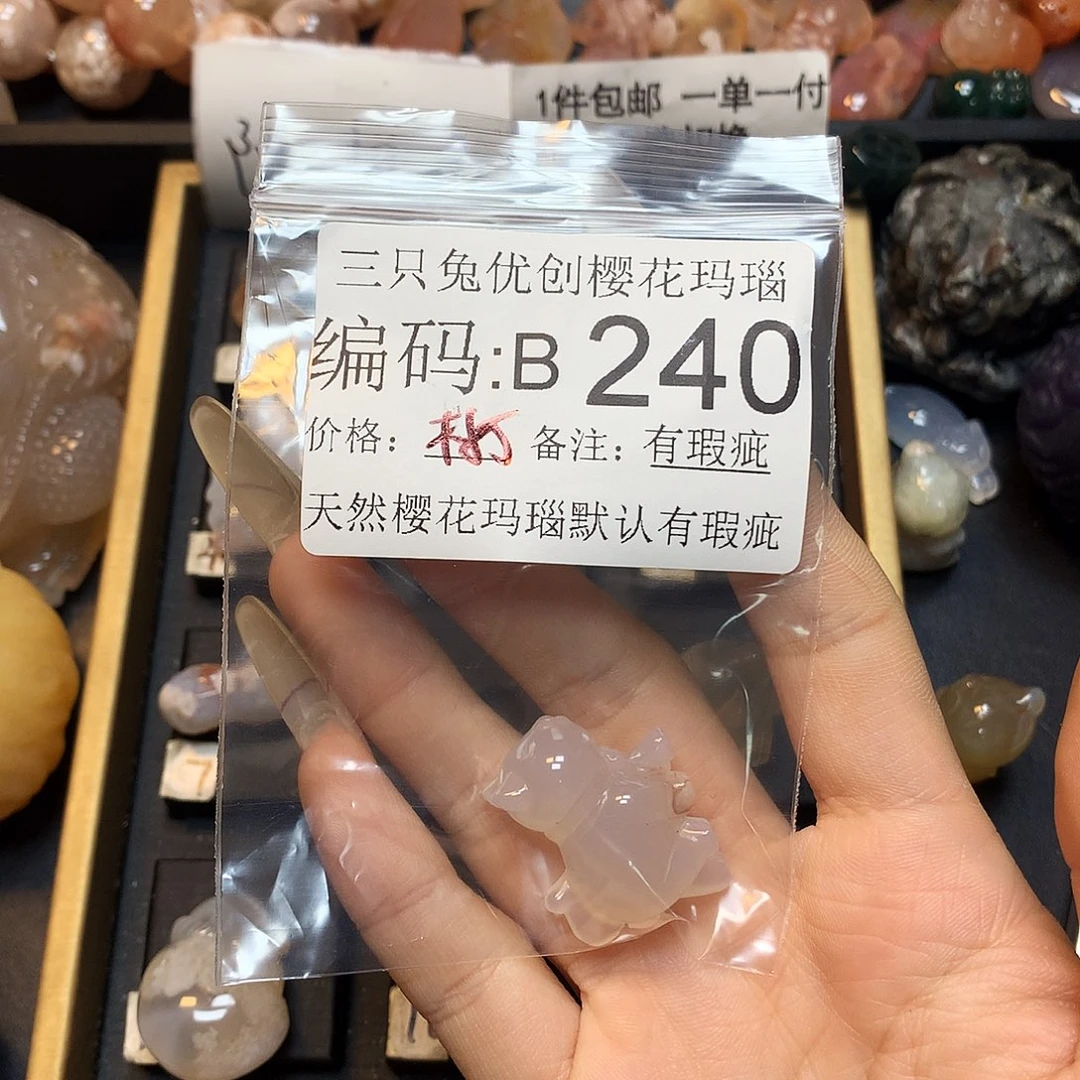 1件包邮 一单一付
三只兔优创樱花玛瑙
编码:B 240
价格: 备注: 有瑕疵
天然樱花玛瑙默认有瑕疵